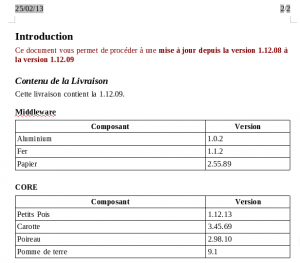 25/02/13 2/2
Introduction
Ce document vous permet de procéder à une mise à jour depuis la version 1.12.08 à
la version 1.12.09
Contenu de la Livraison
Cette livraison contient la 1.12.09.
Middleware
Composant Version
Aluminium 1.0.2
Fer 1.1.2
Papier 2.55.89
CORE
Composant Version
Petits Pois 1.12.13
Carotte 3.45.69
Poireau 2.98.10
Pomme de terre 9.1